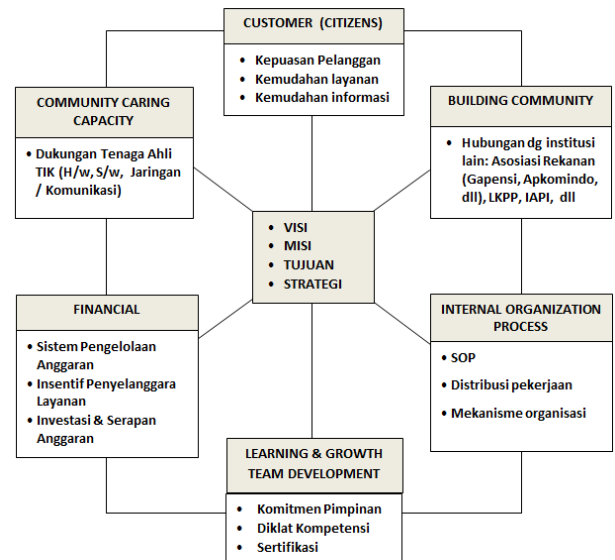 CUSTOMER (CITIZENS)
• Kepuasan Pelanggan
• Kemudahan layanan
• Kemudahan informasi
COMMUNITY CARING
CAPACITY
• Dukungan Tenaga Ahli
TIK (H/w, S/w, Jaringan
/ Komunikasi)
BUILDING COMMUNITY
• Hubungan dg institusi
lain: Asosiasi Rekanan
(Gapensi, Apkomindo,
dll), LKPP, IAPI, dll
• VISI
• MISI
• TUJUAN
• STRATEGI
FINANCIAL
• Sistem Pengelolaan
Anggaran
• Insentif Penyelanggara
Layanan
• Investasi & Serapan
Anggaran
INTERNAL ORGANIZATION
PROCESS
• SOP
• Distribusi pekerjaan
• Mekanisme organisasi
LEARNING & GROWTH
TEAM DEVELOPMENT
• Komitmen Pimpinan
• Diklat Kompetensi
• Sertifikasi